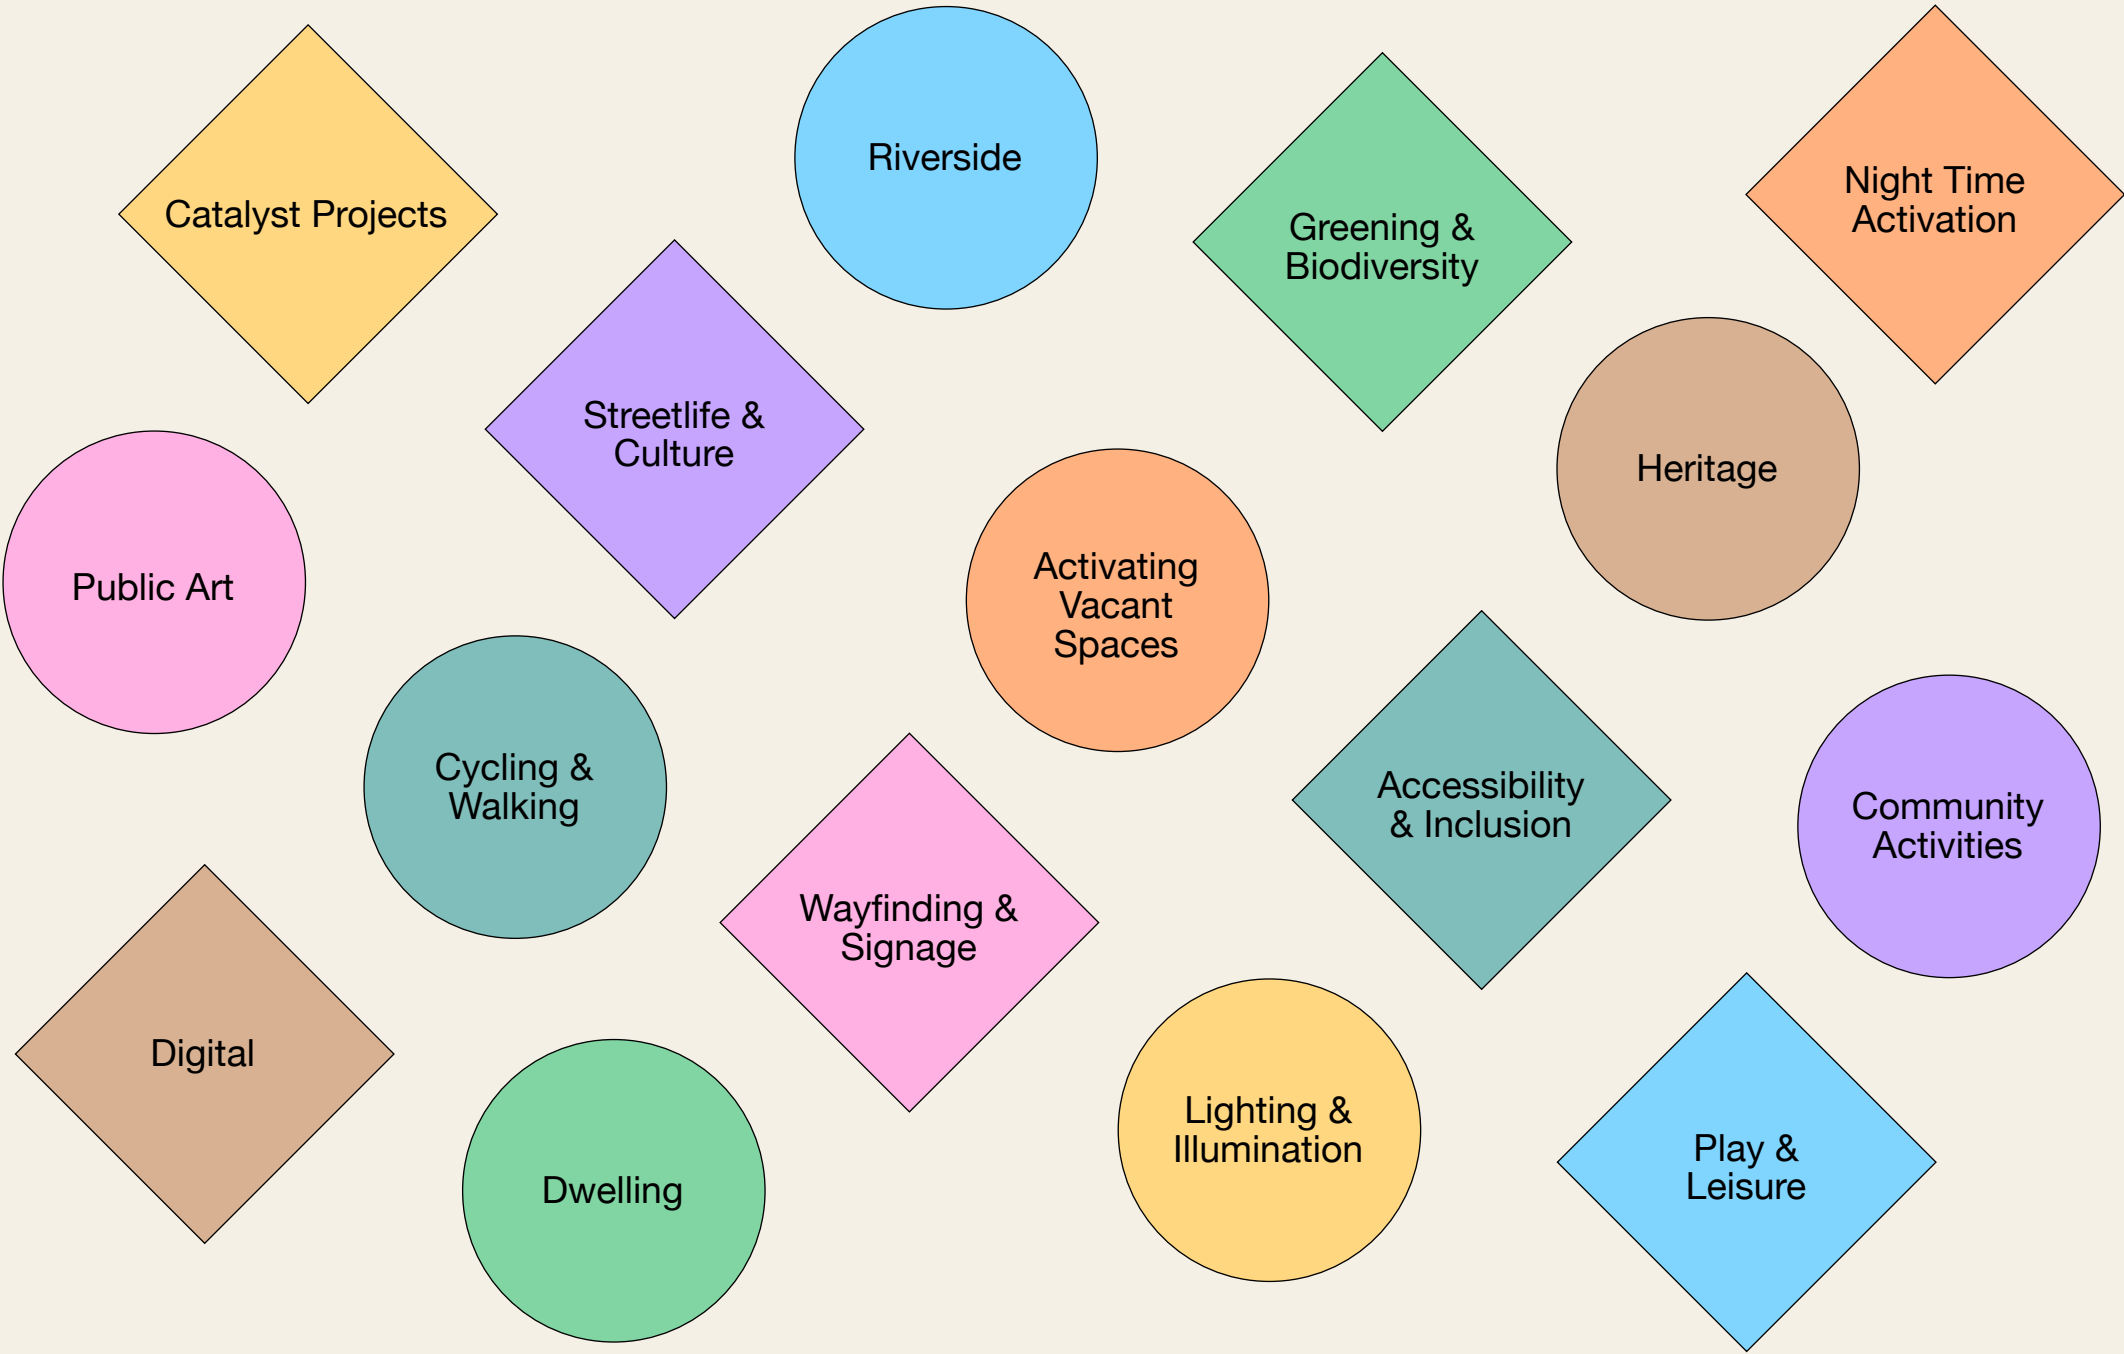 Catalyst Projects
Riverside
Greening &
Biodiversity
Night Time
Activation
Streetlife &
Culture
Heritage
Public Art
Activating
Vacant
Spaces
Cycling &
Walking
Accessibility
& Inclusion
Community
Activities
Wayfinding &
Signage
Digital
Dwelling
Lighting &
Illumination
Play &
Leisure